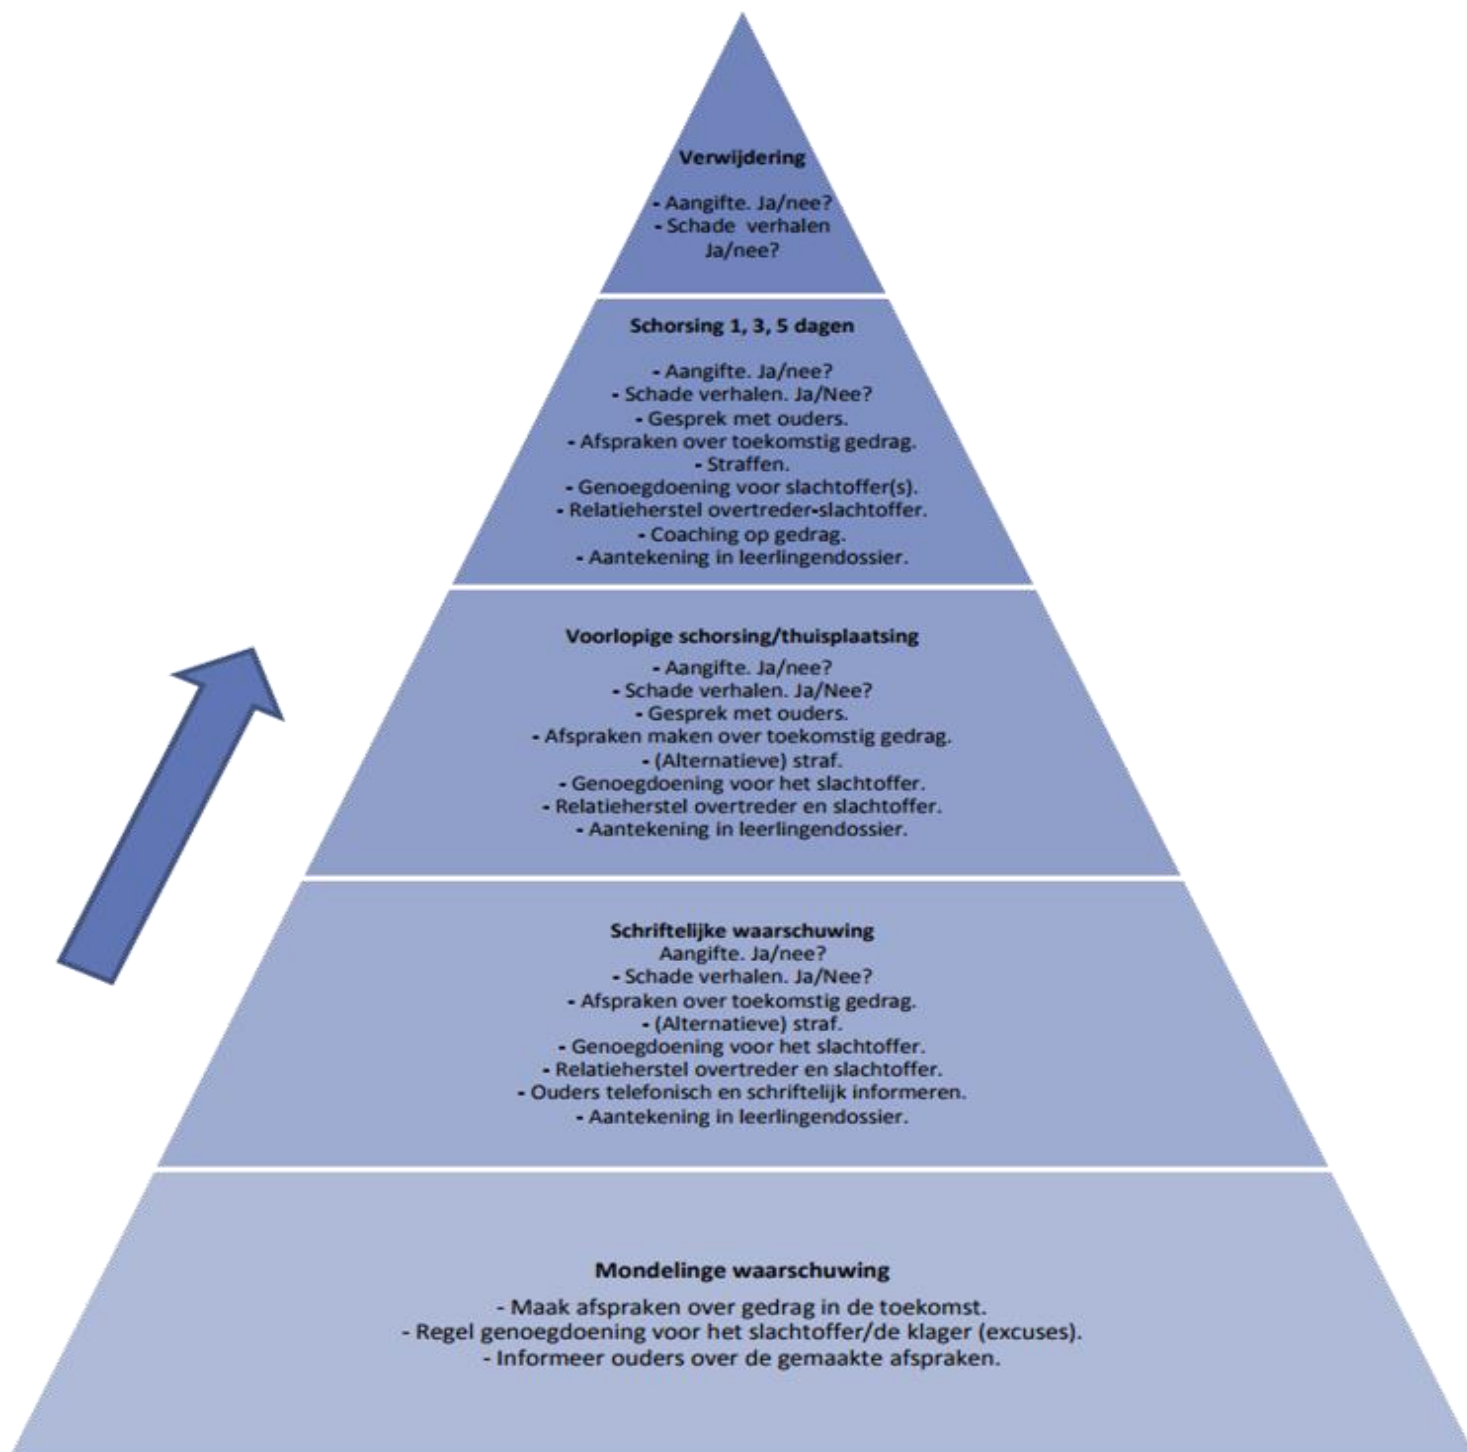 Verwijdering
- Aangifte. Ja/nee?
- Schade verhalen
Ja/nee?
Schorsing 1, 3, 5 dagen
- Aangifte. Ja/nee?
- Schade verhalen. Ja/Nee?
- Gesprek met ouders.
- Afspraken over toekomstig gedrag.
- Straffen.
- Genoegdoening voor slachtoffer(s).
- Relatieherstel overtreder-slachtoffer.
- Coaching op gedrag.
- Aantekening in leerlingendossier.
Voorlopige schorsing/thuisplaatsing
- Aangifte. Ja/nee?
- Schade verhalen. Ja/Nee?
- Gesprek met ouders.
- Afspraken maken over toekomstig gedrag.
- (Alternatieve) straf.
- Genoegdoening voor het slachtoffer.
- Relatieherstel overtreder en slachtoffer.
- Aantekening in leerlingendossier.
Schriftelijke waarschuwing
Aangifte. Ja/nee?
- Schade verhalen. Ja/Nee?
- Afspraken over toekomstig gedrag.
- (Alternatieve) straf.
- Genoegdoening voor het slachtoffer.
- Relatieherstel overtreder en slachtoffer.
- Ouders telefonisch en schriftelijk informeren.
- Aantekening in leerlingendossier.
Mondelinge waarschuwing
- Maak afspraken over gedrag in de toekomst.
- Regel genoegdoening voor het slachtoffer/de klager (excuses).
- Informeer ouders over de gemaakte afspraken.